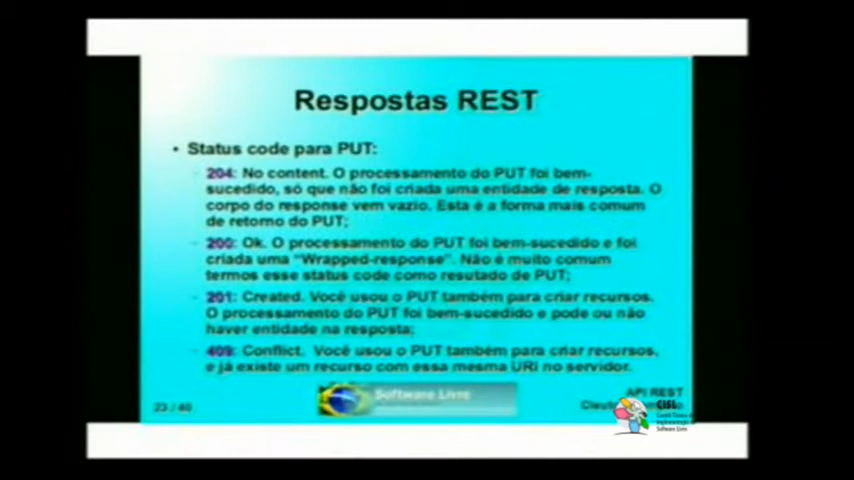 Respostas REST
• Status code para PUT:
- 204: No content. O processamento do PUT foi bem-
sucedido, só que não foi criada uma entidade de resposta. O
corpo do response vem vazio. Esta é a forma mais comum
de retorno do PUT;
- 200: Ok. O processamento do PUT foi bem-sucedido e foi
criada uma "Wrapped-response". Não é muito comum
termos esse status code como resutado de PUT;
- 201: Created. Você usou o PUT também para criar recursos.
O processamento do PUT foi bem-sucedido e pode ou não
haver entidade na resposta;
- 409: Conflict. Você usou o PUT também para criar recursos,
e já existe um recurso com essa mesma URI no servidor.
Software Livre
23 / 40
API REST
CISL
Software Livre